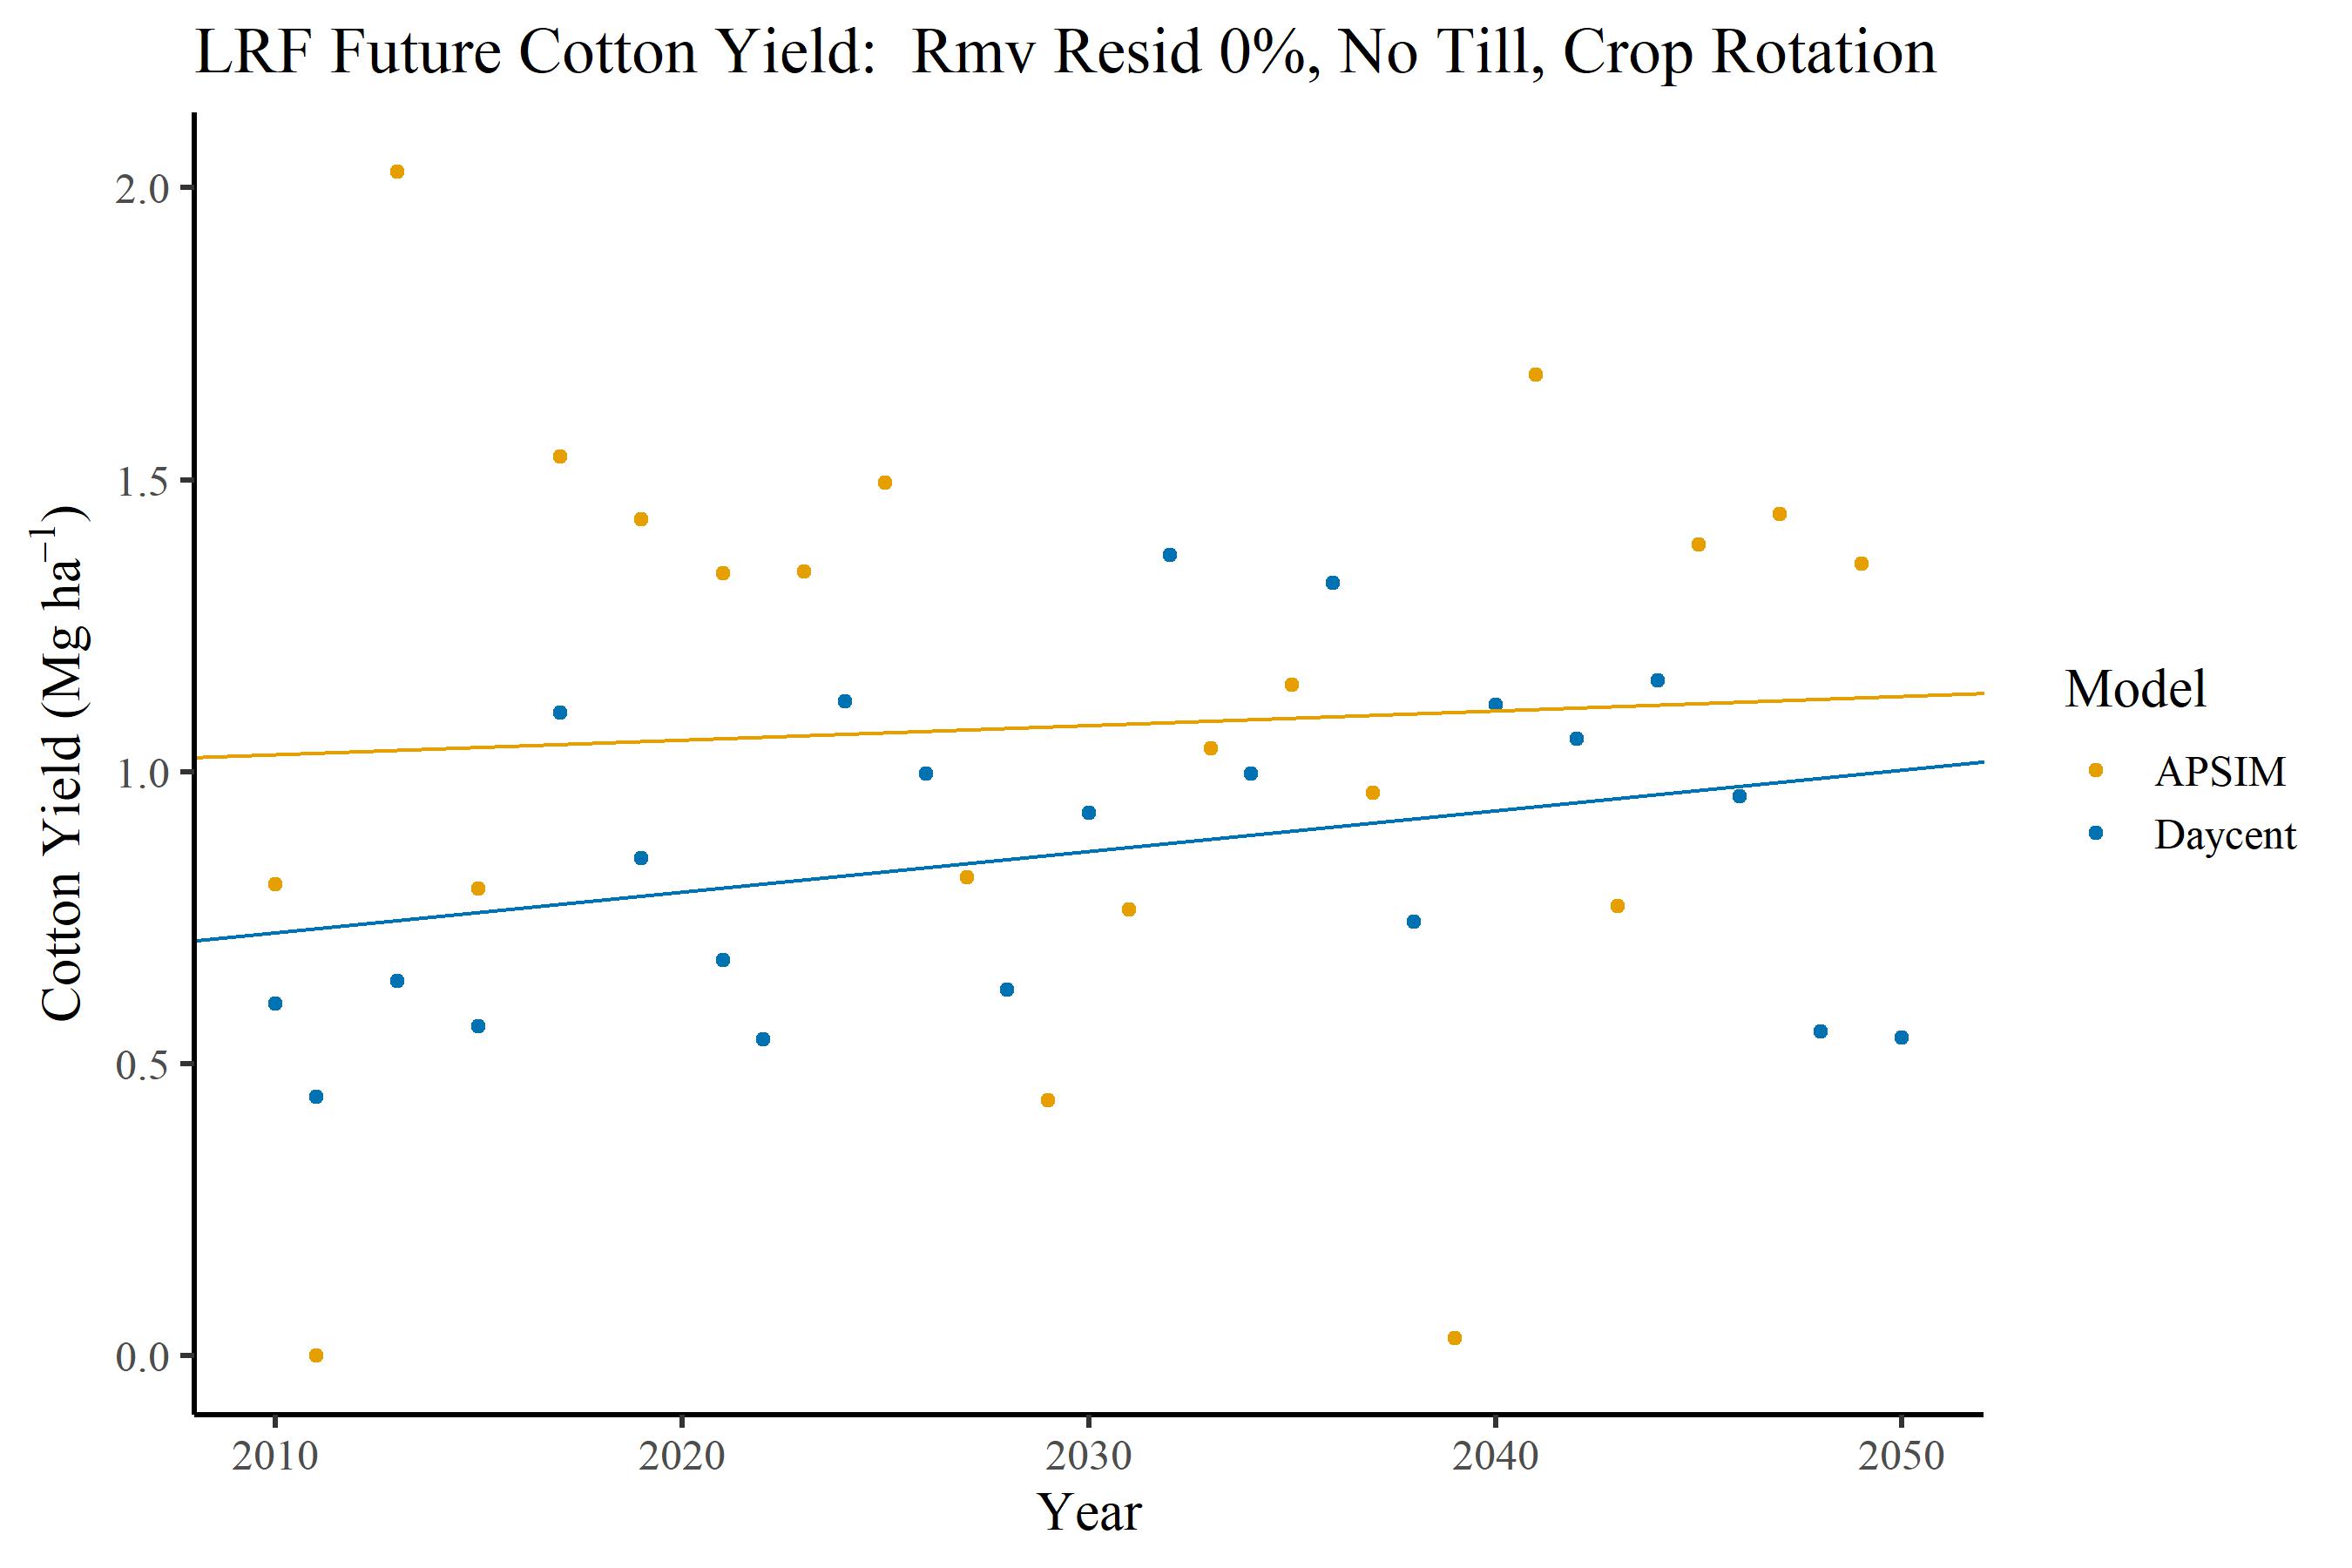 LRF Future Cotton Yield:  Rmv Resid 0%, No Till, Crop Rotation
Cotton Yield (Mg ha⁻¹)
2.0
1.5
1.0
0.5
0.0
2010 2020 2030 2040 2050
Year
Model
APSIM
Daycent